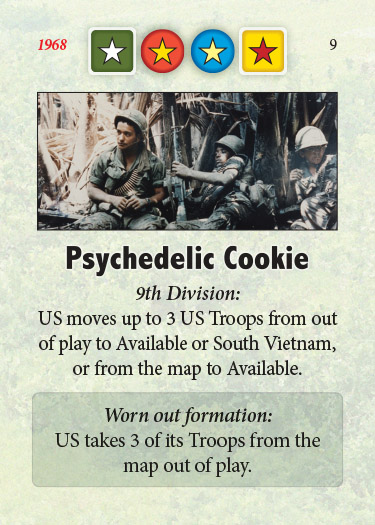 1968 9
Psychedelic Cookie
9th Division:
US moves up to 3 US Troops from out
of play to Available or South Vietnam,
or from the map to Available.
Worn out formation:
US takes 3 of its Troops from the
map out of play.